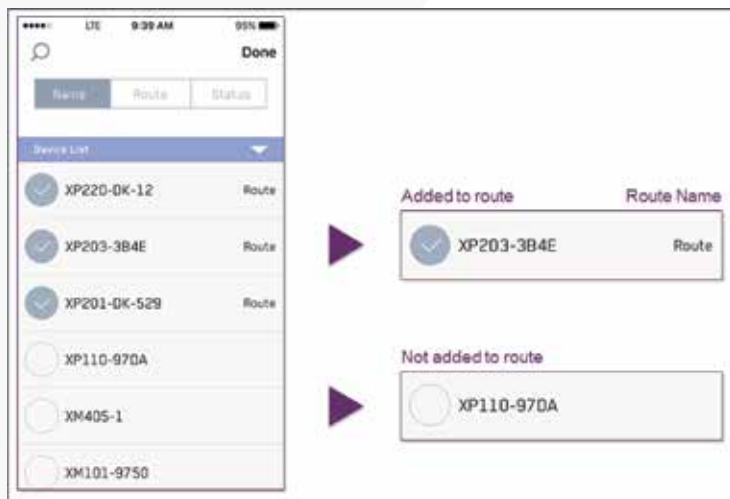 LTE 9:39 AM 95%
Done
Name Route Status
Device List
XP220-DK-12 Route
XP203-3B4E Route
XP201-DK-529 Route
XP110-970A
XM405-1
XM101-9750
Added to route Route Name
XP203-3B4E Route
Not added to route
XP110-970A